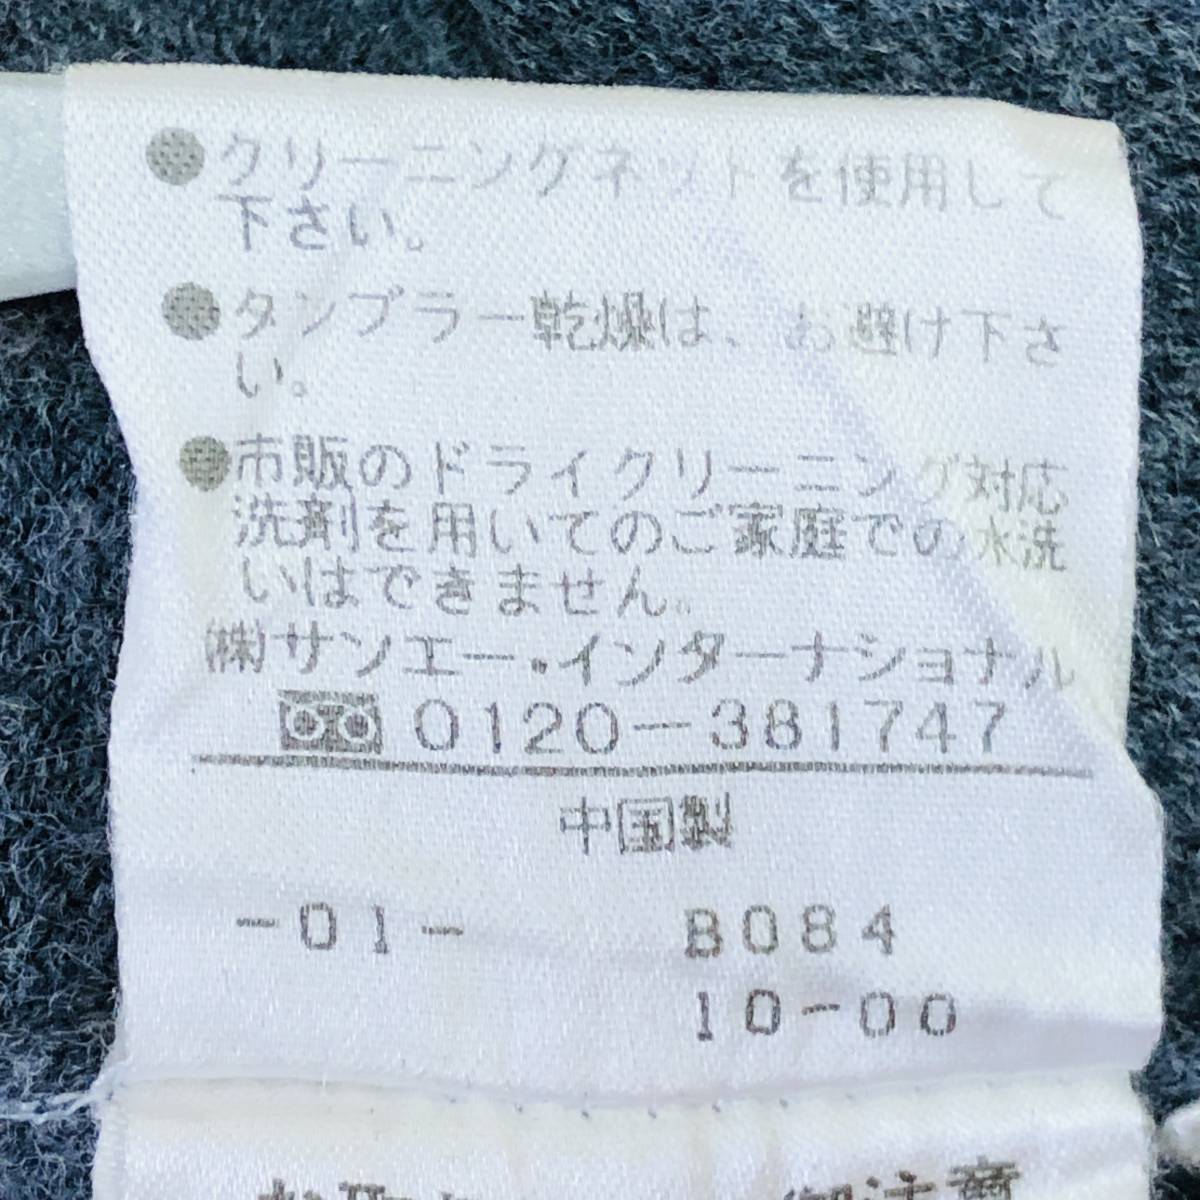 ●クリーニングネットを使用して
下さい。
●タンブラー乾燥は、お避け下さ
い。
●市販のドライクリーニング対応
洗剤を用いてのご家庭での水洗
いはできません。
㈱サンエー・インターナショナル
0120-381747
中国製
-01- B084
10-00